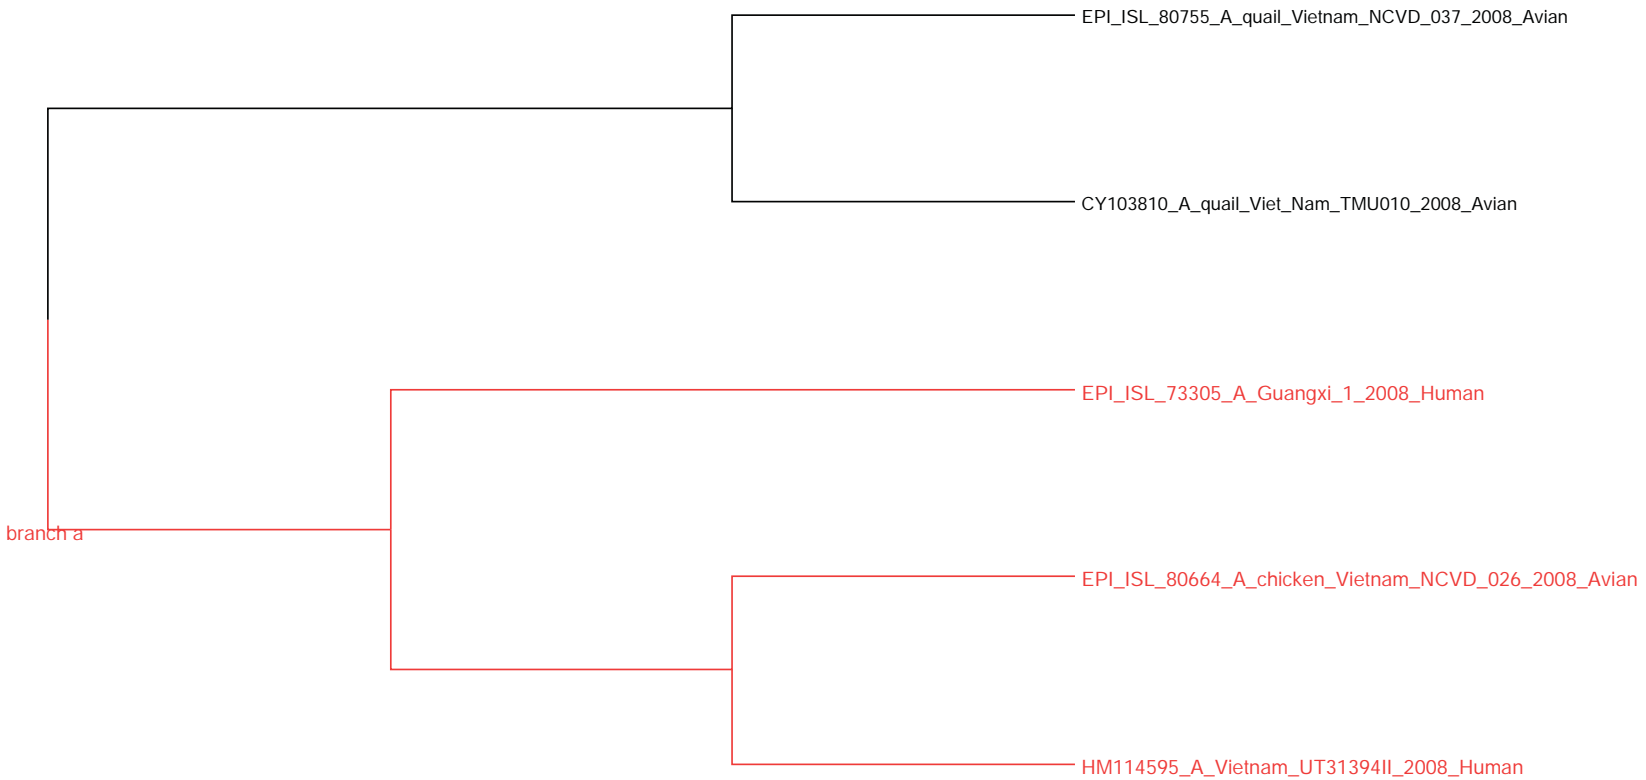 EPI_ISL_80755_A_quail_Vietnam_NCVD_037_2008_Avian
CY103810_A_quail_Viet_Nam_TMU010_2008_Avian
EPI_ISL_73305_A_Guangxi_1_2008_Human
branch a
EPI_ISL_80664_A_chicken_Vietnam_NCVD_026_2008_Avian
HM114595_A_Vietnam_UT31394II_2008_Human